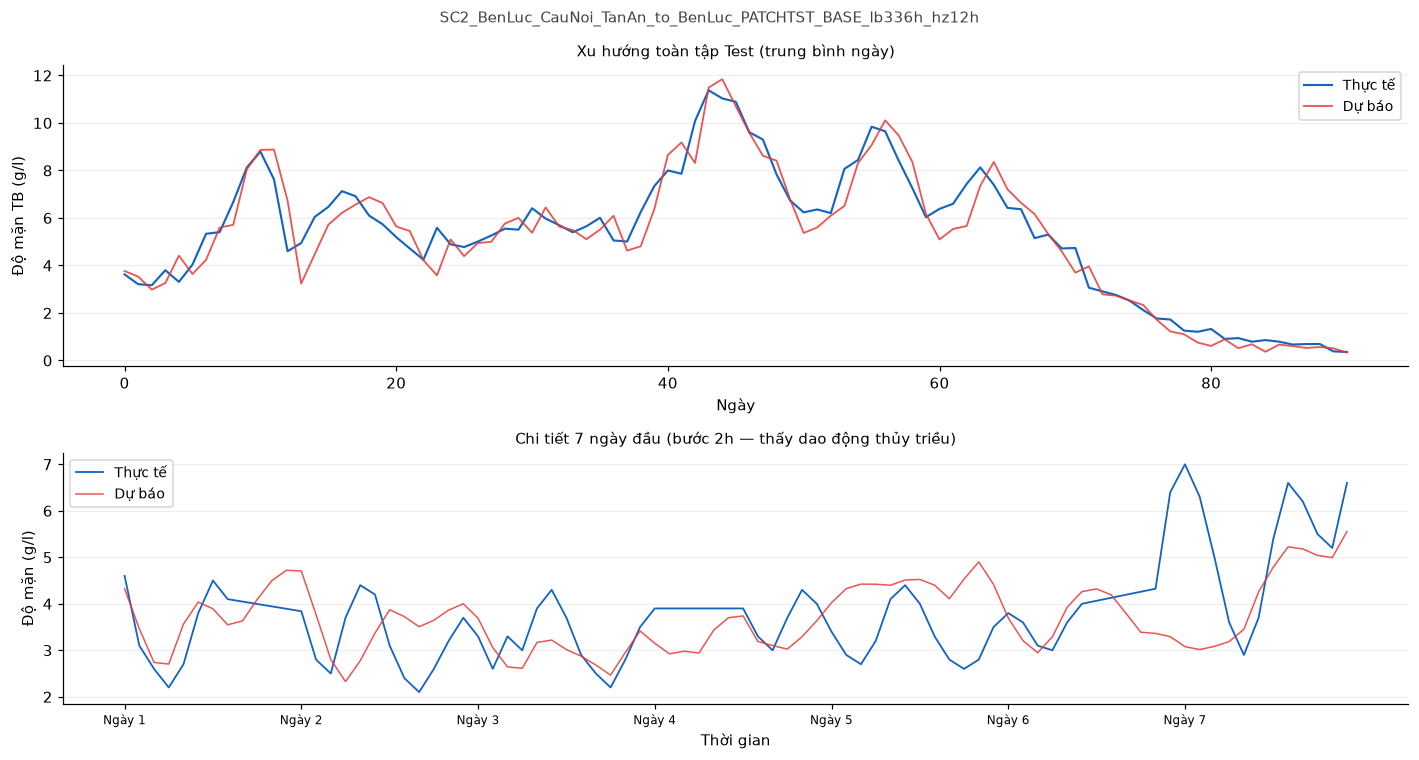 SC2_BenLuc_CauNoi_TanAn_to_BenLuc_PATCHTST_BASE_lb336h_hz12h
Xu hướng toàn tập Test (trung bình ngày)
Độ mặn TB (g/l)
12
10
8
6
4
2
0
Thực tế
Dự báo
0 20 40 60 80
Ngày
Chi tiết 7 ngày đầu (bước 2h — thấy dao động thủy triều)
Độ mặn (g/l)
7
6
5
4
3
2
Thực tế
Dự báo
Ngày 1 Ngày 2 Ngày 3 Ngày 4 Ngày 5 Ngày 6 Ngày 7
Thời gian